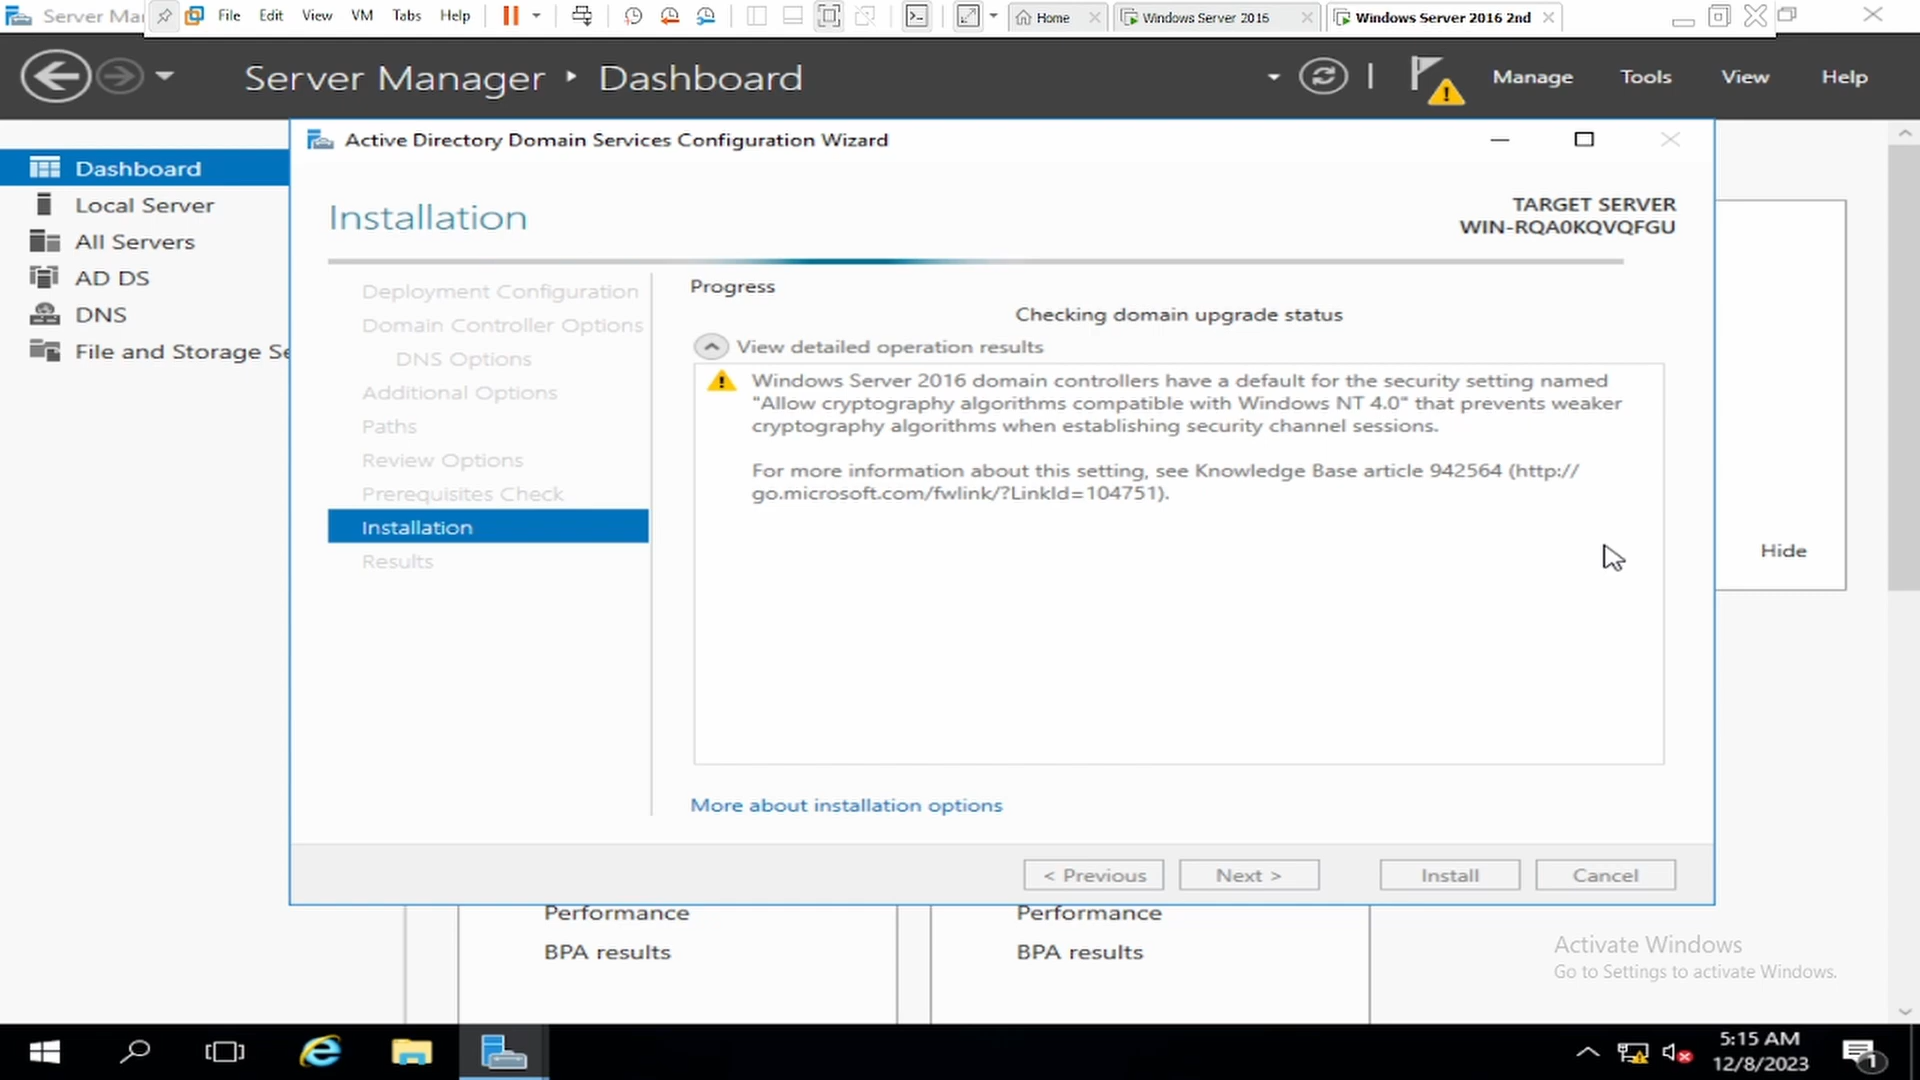 Server Ma
File Edit View VM Tabs Help
Home
Windows Server 2016
Windows Server 2016 2nd
Server Manager ‣ Dashboard
Manage Tools View Help
Dashboard
Local Server
All Servers
AD DS
DNS
File and Storage Se
Active Directory Domain Services Configuration Wizard
Installation
TARGET SERVER
WIN-RQA0KQVQFGU
Deployment Configuration
Domain Controller Options
DNS Options
Additional Options
Paths
Review Options
Prerequisites Check
Installation
Results
Progress
Checking domain upgrade status
View detailed operation results
Windows Server 2016 domain controllers have a default for the security setting named
"Allow cryptography algorithms compatible with Windows NT 4.0" that prevents weaker
cryptography algorithms when establishing security channel sessions.
For more information about this setting, see Knowledge Base article 942564 (http://
go.microsoft.com/fwlink/?LinkId=104751).
More about installation options
< Previous Next > Install Cancel
Hide
Performance
BPA results
Performance
BPA results
Activate Windows
Go to Settings to activate Windows.
5:15 AM
12/8/2023
1